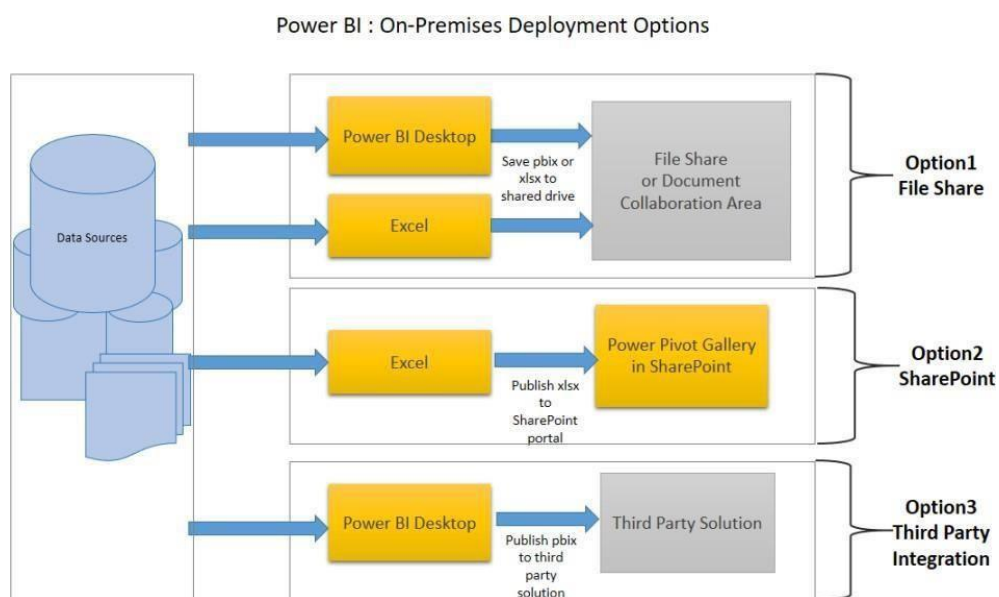 Power BI : On-Premises Deployment Options
Data Sources
Power BI Desktop
Save pbix or
xlsx to
shared drive
Excel
File Share
or Document
Collaboration Area
Option1
File Share
Excel
Publish xlsx
to
SharePoint
portal
Power Pivot Gallery
in SharePoint
Option2
SharePoint
Power BI Desktop
Publish pbix
to third
party
solution
Third Party Solution
Option3
Third Party
Integration